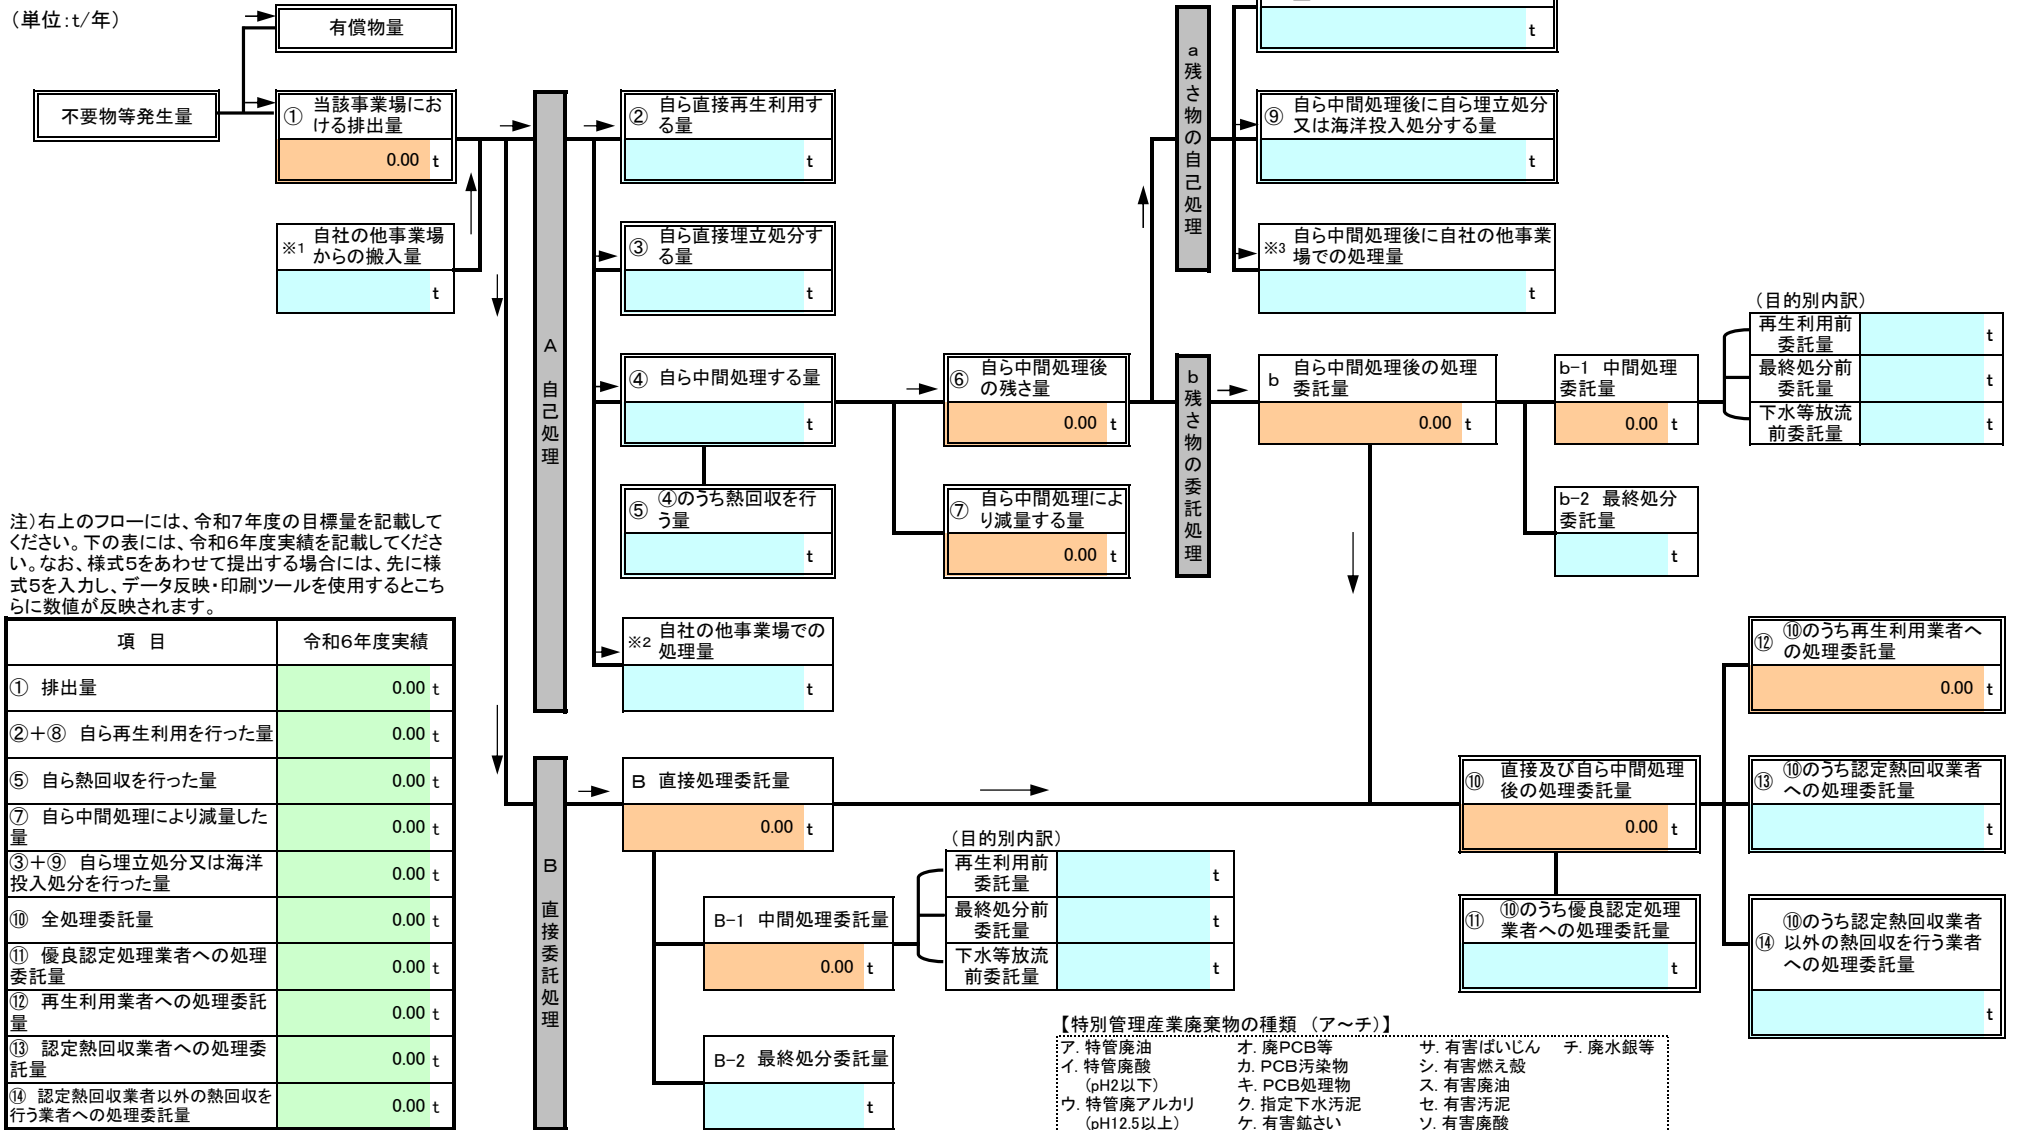 （単位：t/年）
有償物量
不要物等発生量
① 当該事業場にお
ける排出量
0.00 t
※1 自社の他事業場
からの搬入量
t
A 自己処理
② 自ら直接再生利用す
る量
t
③ 自ら直接埋立処分す
る量
t
④ 自ら中間処理する量
t
⑤ ④のうち熱回収を行
う量
t
※2 自社の他事業場での
処理量
t
⑥ 自ら中間処理後
の残さ量
0.00 t
⑦ 自ら中間処理によ
り減量する量
0.00 t
a 残さ物の自己処理
t
⑨ 自ら中間処理後に自ら埋立処分
又は海洋投入処分する量
t
※3 自ら中間処理後に自社の他事業
場での処理量
t
b 残さ物の委託処理
b 自ら中間処理後の処理
委託量
0.00 t
b-1 中間処理
委託量
0.00 t
b-2 最終処分
委託量
t
（目的別内訳）
再生利用前
委託量
t
最終処分前
委託量
t
下水等放流
前委託量
t
注）右上のフローには、令和7年度の目標量を記載して
ください。下の表には、令和6年度実績を記載してくださ
い。なお、様式5をあわせて提出する場合には、先に様
式5を入力し、データ反映・印刷ツールを使用するとこち
らに数値が反映されます。
項 目 令和6年度実績
① 排出量 0.00 t
②＋⑧ 自ら再生利用を行った量 0.00 t
⑤ 自ら熱回収を行った量 0.00 t
⑦ 自ら中間処理により減量した
量 0.00 t
③＋⑨ 自ら埋立処分又は海洋
投入処分を行った量 0.00 t
⑩ 全処理委託量 0.00 t
⑪ 優良認定処理業者への処理
委託量 0.00 t
⑫ 再生利用業者への処理委託
量 0.00 t
⑬ 認定熱回収業者への処理委
託量 0.00 t
⑭ 認定熱回収業者以外の熱回収を
行う業者への処理委託量 0.00 t
B 直接委託処理
B 直接処理委託量
0.00 t
B-1 中間処理委託量
0.00 t
B-2 最終処分委託量
t
（目的別内訳）
再生利用前
委託量
t
最終処分前
委託量
t
下水等放流
前委託量
t
⑩ 直接及び自ら中間処理
後の処理委託量
0.00 t
⑪ ⑩のうち優良認定処理
業者への処理委託量
t
⑫ ⑩のうち再生利用業者へ
の処理委託量
0.00 t
⑬ ⑩のうち認定熱回収業者
への処理委託量
t
⑭ ⑩のうち認定熱回収業者
以外の熱回収を行う業者
への処理委託量
t
【特別管理産業廃棄物の種類 （ア～チ）】
ア. 特管廃油 オ. 廃PCB等 サ. 有害ばいじん チ. 廃水銀等
イ. 特管廃酸 カ. PCB汚染物 シ. 有害燃え殻
（pH2以下） キ. PCB処理物 ス. 有害廃油
ウ. 特管廃アルカリ ク. 指定下水汚泥 セ. 有害汚泥
（pH12.5以上） ケ. 有害鉱さい ソ. 有害廃酸